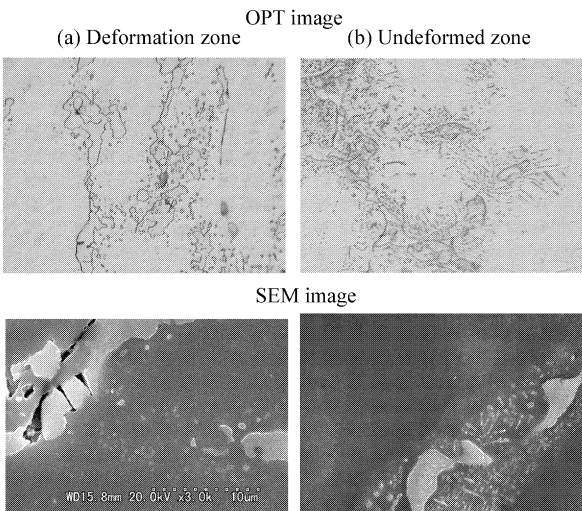 OPT image
(a) Deformation zone
(b) Undeformed zone
SEM image
WD15.8mm 20.0kV x3.0k 10μm